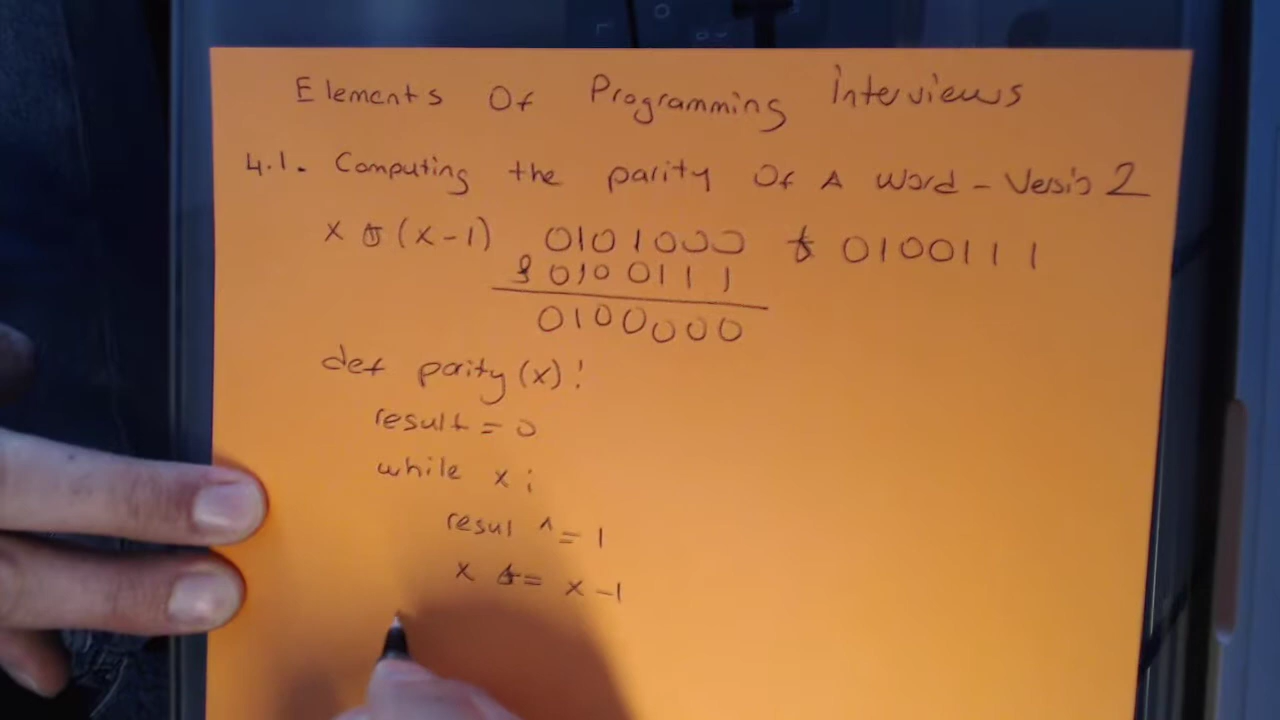 Elements Of Programming Interviews
4.1. Computing the parity Of A Word - Versio 2
x & (x-1) 0101000 & 0100111
& 0100111
0100000
def parity(x):
result = 0
while x:
resul ^= 1
x &= x-1